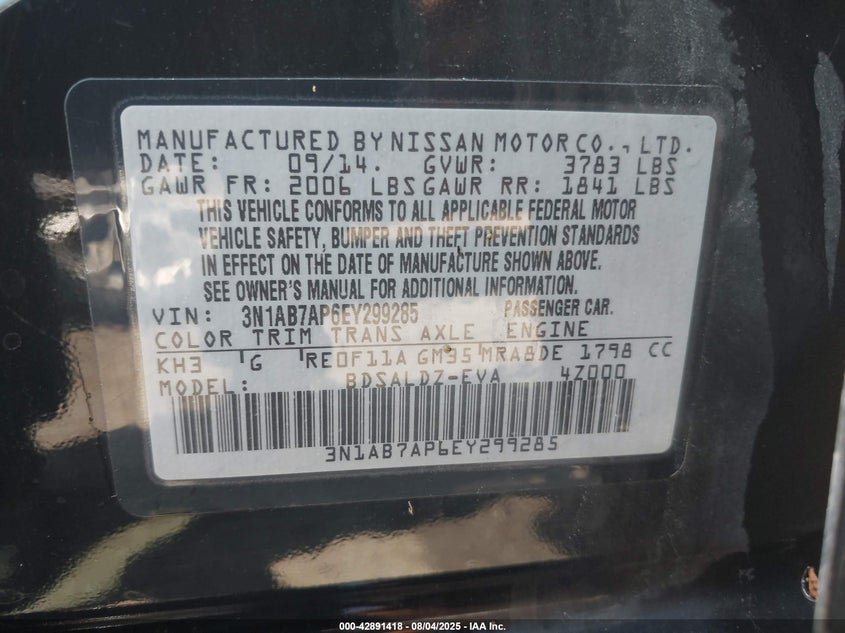 MANUFACTURED BY NISSAN MOTOR CO., LTD.
DATE: 09/14. GVWR: 3783 LBS
GAWR FR: 2006 LBS GAWR RR: 1841 LBS
THIS VEHICLE CONFORMS TO ALL APPLICABLE FEDERAL MOTOR
VEHICLE SAFETY, BUMPER AND THEFT PREVENTION STANDARDS
IN EFFECT ON THE DATE OF MANUFACTURE SHOWN ABOVE.
SEE OWNER'S MANUAL FOR ADDITIONAL INFORMATION.
VIN: 3N1AB7AP6EY299285 PASSENGER CAR.
COLOR TRIM TRANS AXLE ENGINE
KH3 G RE0F11A GM35 MRA8DE 1798 CC
MODEL: BDSALDZ-EVA 4Z000
3N1AB7AP6EY299285
000-42891418 - 08/04/2025 - IAA Inc.